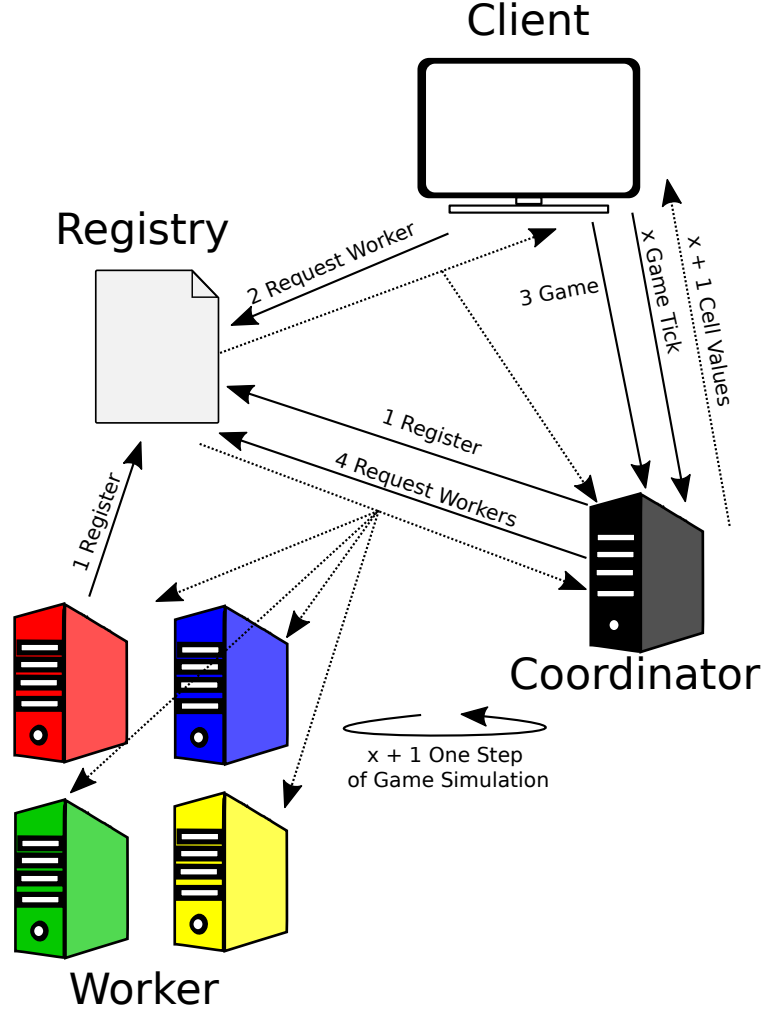 Client
Registry
2 Request Worker
3 Game
x Game Tick
x + 1 Cell Values
1 Register
4 Request Workers
1 Register
Coordinator
x + 1 One Step
of Game Simulation
Worker